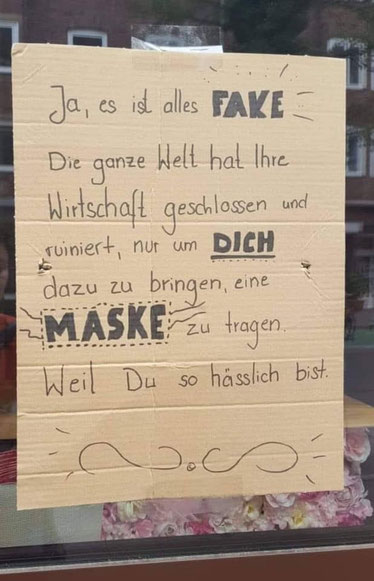 Ja, es ist alles FAKE
Die ganze Welt hat Ihre
Wirtschaft geschlossen und
ruiniert, nur um DICH
dazu zu bringen, eine
MASKE zu tragen.
Weil Du so hässlich bist.